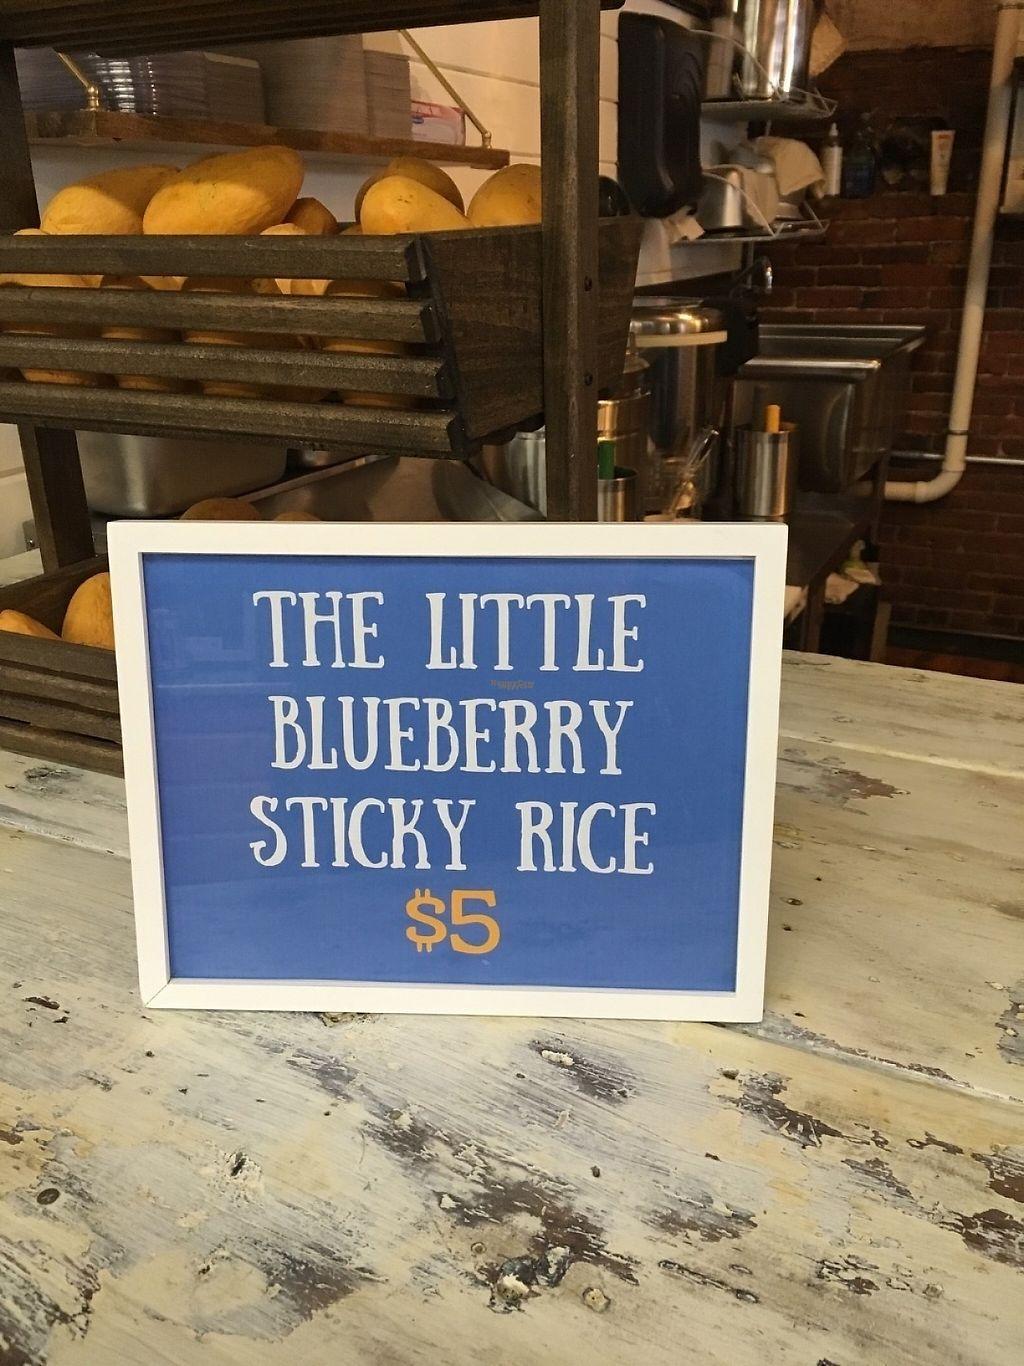 THE LITTLE
BLUEBERRY
STICKY RICE
$5